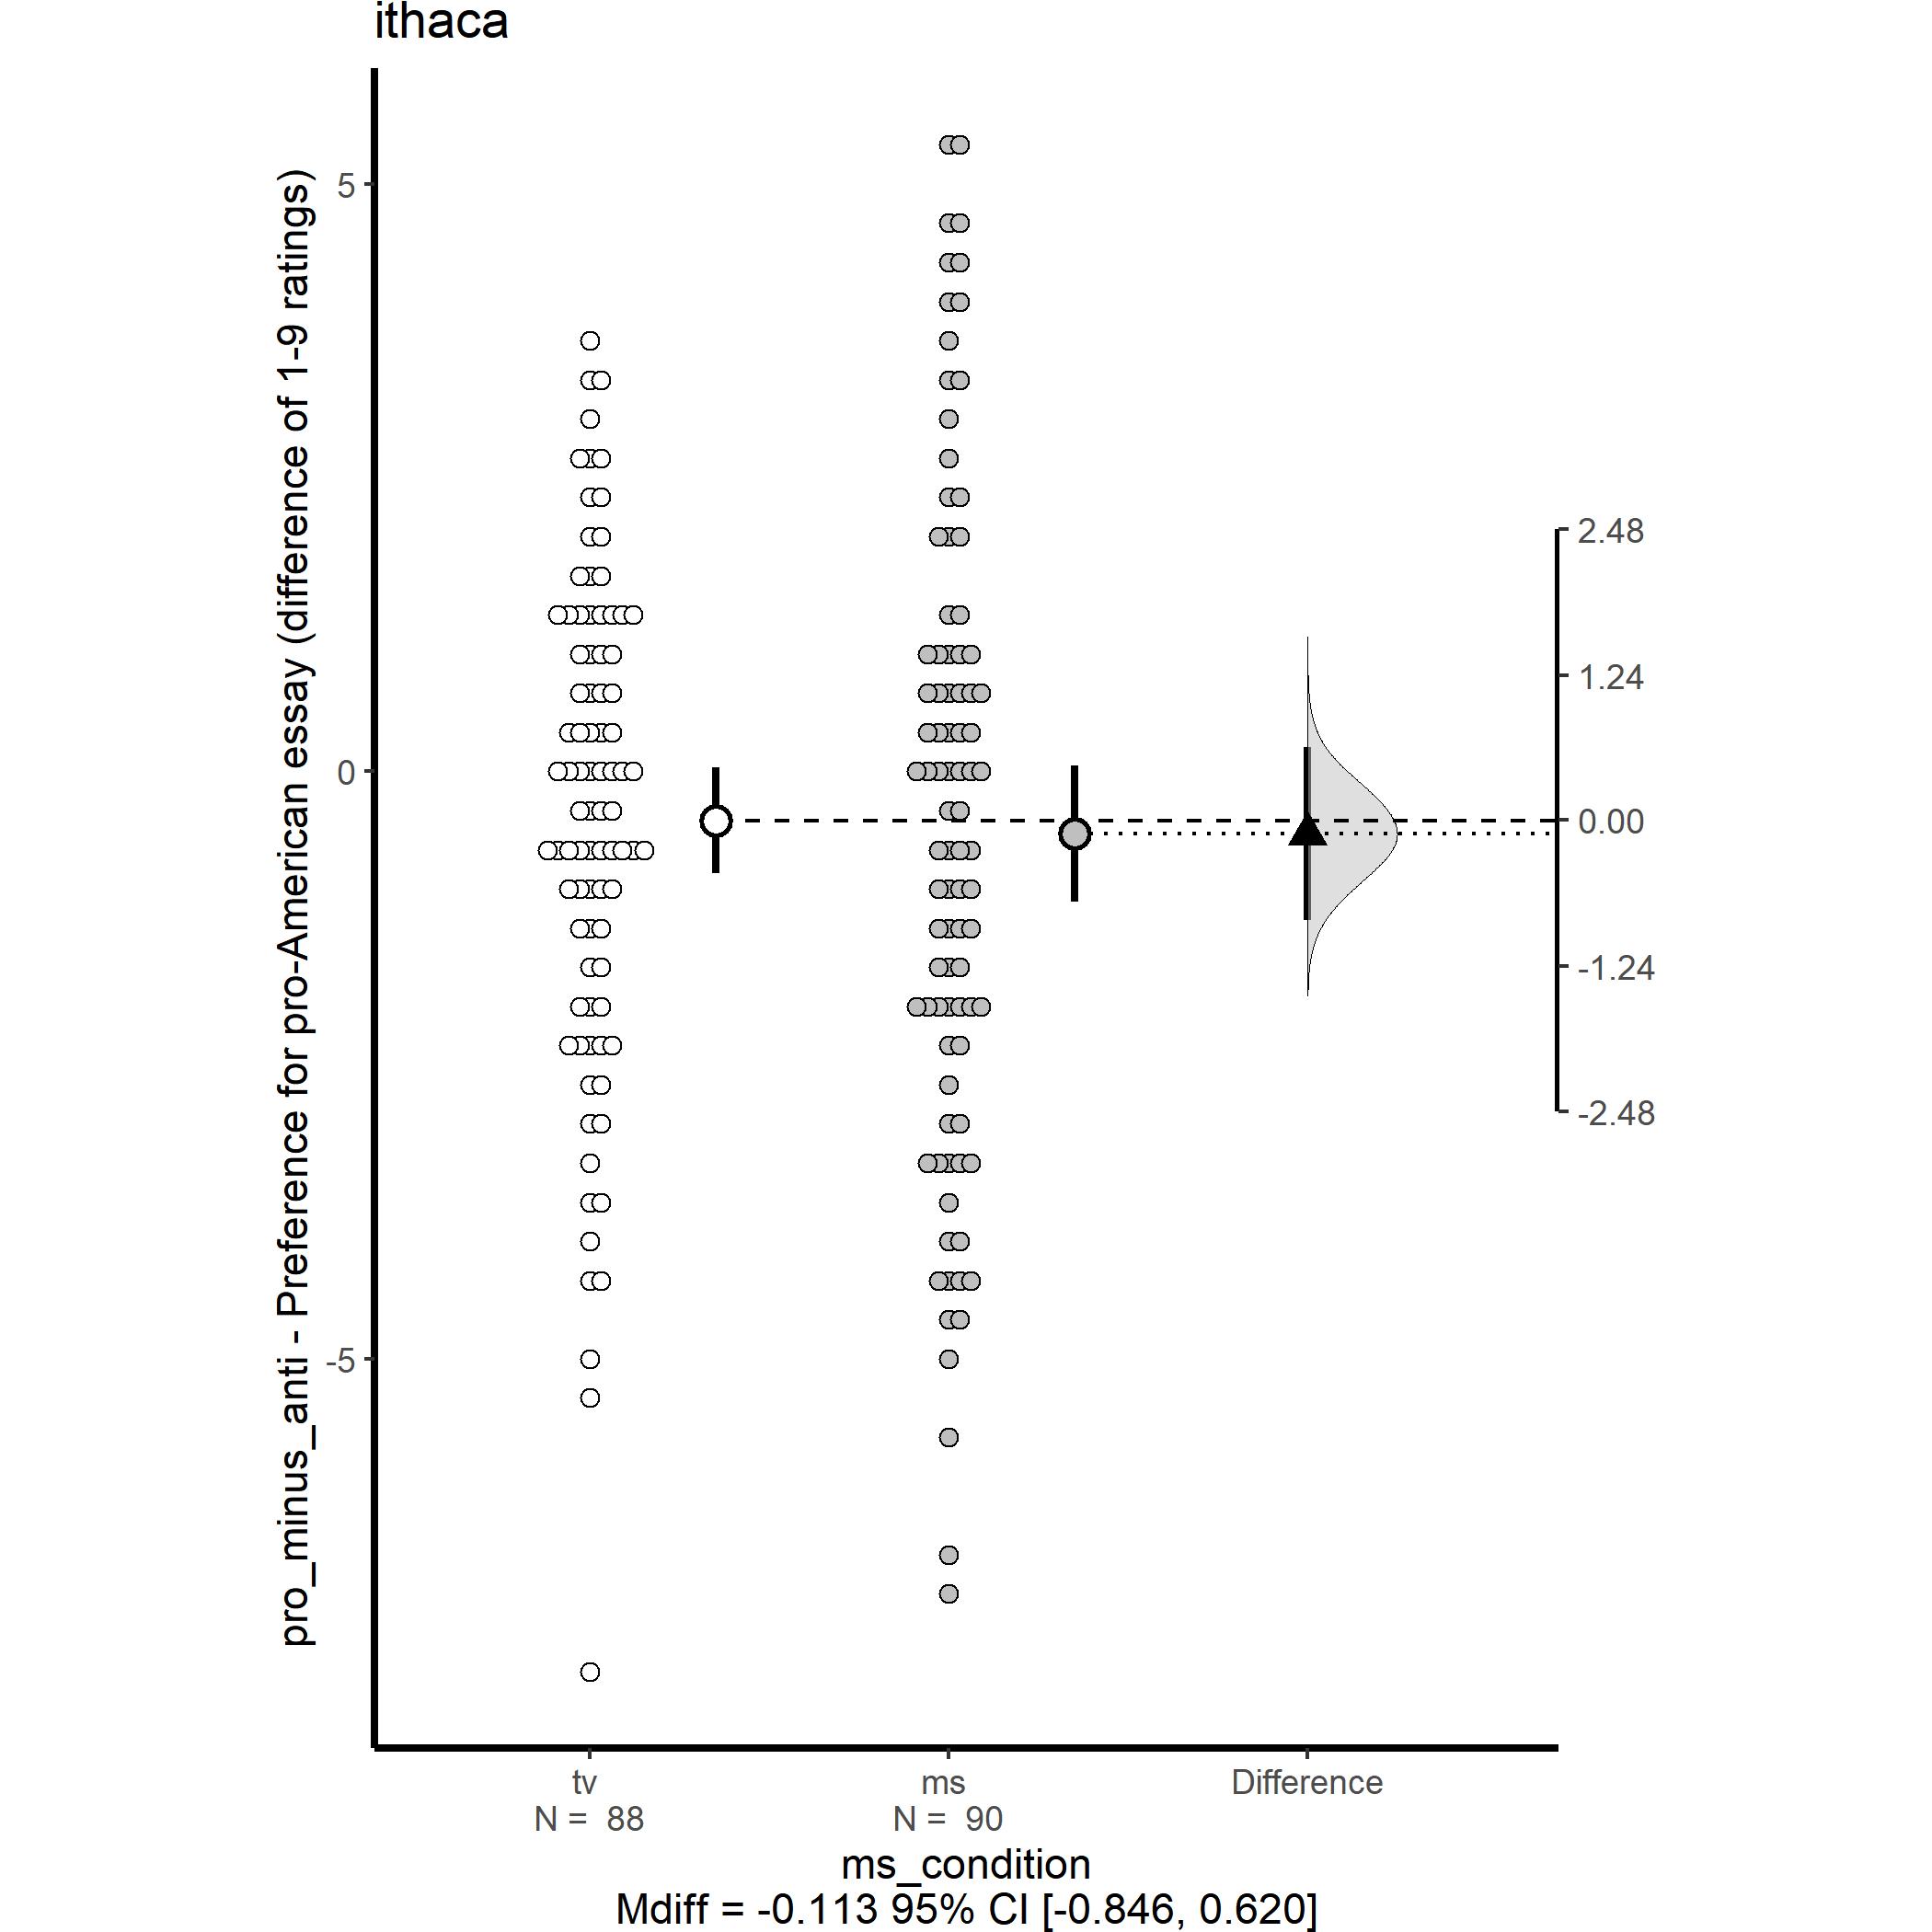 ithaca
pro_minus_anti - Preference for pro-American essay (difference of 1-9 ratings)
5
0
-5
2.48
1.24
0.00
-1.24
-2.48
tv
N =  88
ms
N =  90
Difference
ms_condition
Mdiff = -0.113 95% CI [-0.846, 0.620]